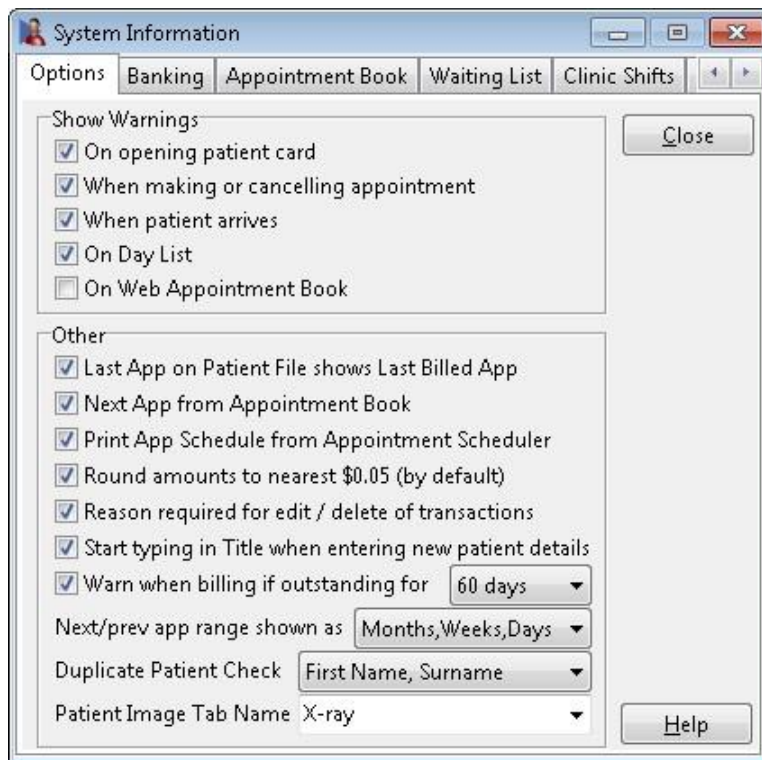 System Information
Options Banking Appointment Book Waiting List Clinic Shifts
Show Warnings
Close
On opening patient card
When making or cancelling appointment
When patient arrives
On Day List
On Web Appointment Book
Other
Last App on Patient File shows Last Billed App
Next App from Appointment Book
Print App Schedule from Appointment Scheduler
Round amounts to nearest $0.05 (by default)
Reason required for edit / delete of transactions
Start typing in Title when entering new patient details
Warn when billing if outstanding for 60 days
Next/prev app range shown as Months,Weeks,Days
Duplicate Patient Check First Name, Surname
Patient Image Tab Name X-ray
Help